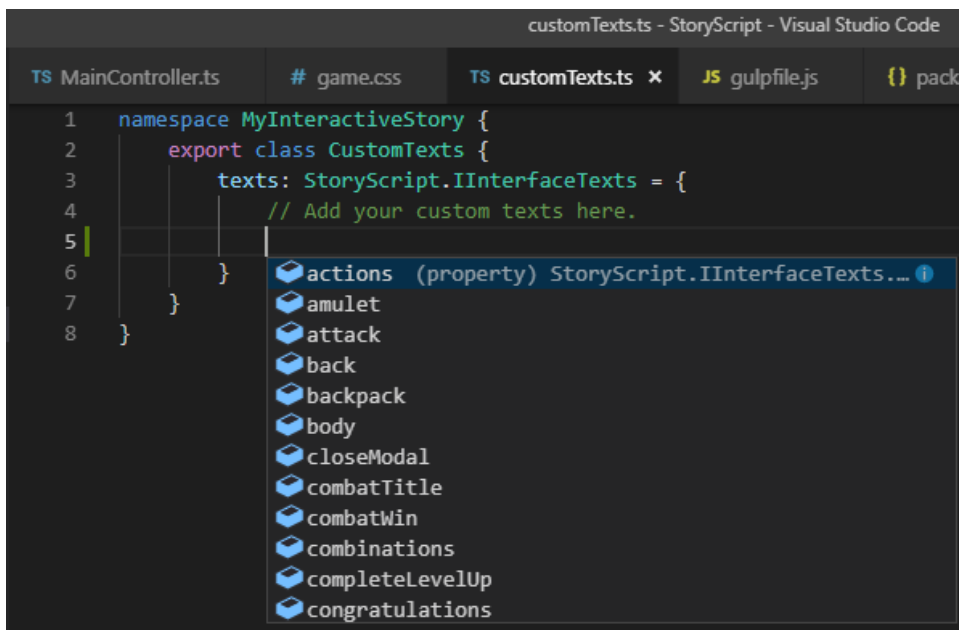 customTexts.ts - StoryScript - Visual Studio Code
TS MainController.ts # game.css TS customTexts.ts × JS gulpfile.js {} pack
1 namespace MyInteractiveStory {
2 export class CustomTexts {
3 texts: StoryScript.IInterfaceTexts = {
4 // Add your custom texts here.
5
6 }
actions (property) StoryScript.IInterfaceTexts.…
7 }
amulet
8 }
attack
back
backpack
body
closeModal
combatTitle
combatWin
combinations
completeLevelUp
congratulations